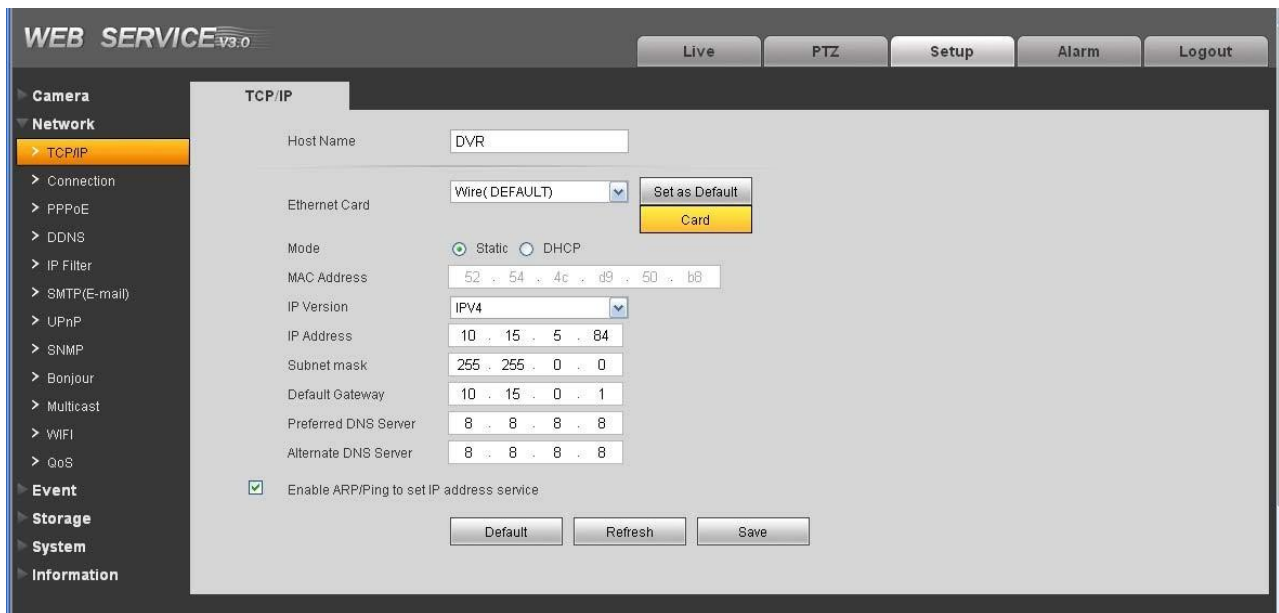 WEB SERVICE V3.0
Live
PTZ
Setup
Alarm
Logout
Camera
Network
> TCP/IP
> Connection
> PPPoE
> DDNS
> IP Filter
> SMTP(E-mail)
> UPnP
> SNMP
> Bonjour
> Multicast
> WIFI
> QoS
Event
Storage
System
Information
TCP/IP
Host Name DVR
Ethernet Card Wire( DEFAULT) Set as Default
Card
Mode Static DHCP
MAC Address 52 . 54 . 4c . d9 . 50 . b8
IP Version IPV4
IP Address 10 . 15 . 5 . 84
Subnet mask 255 . 255 . 0 . 0
Default Gateway 10 . 15 . 0 . 1
Preferred DNS Server 8 . 8 . 8 . 8
Alternate DNS Server 8 . 8 . 8 . 8
Enable ARP/Ping to set IP address service
Default Refresh Save